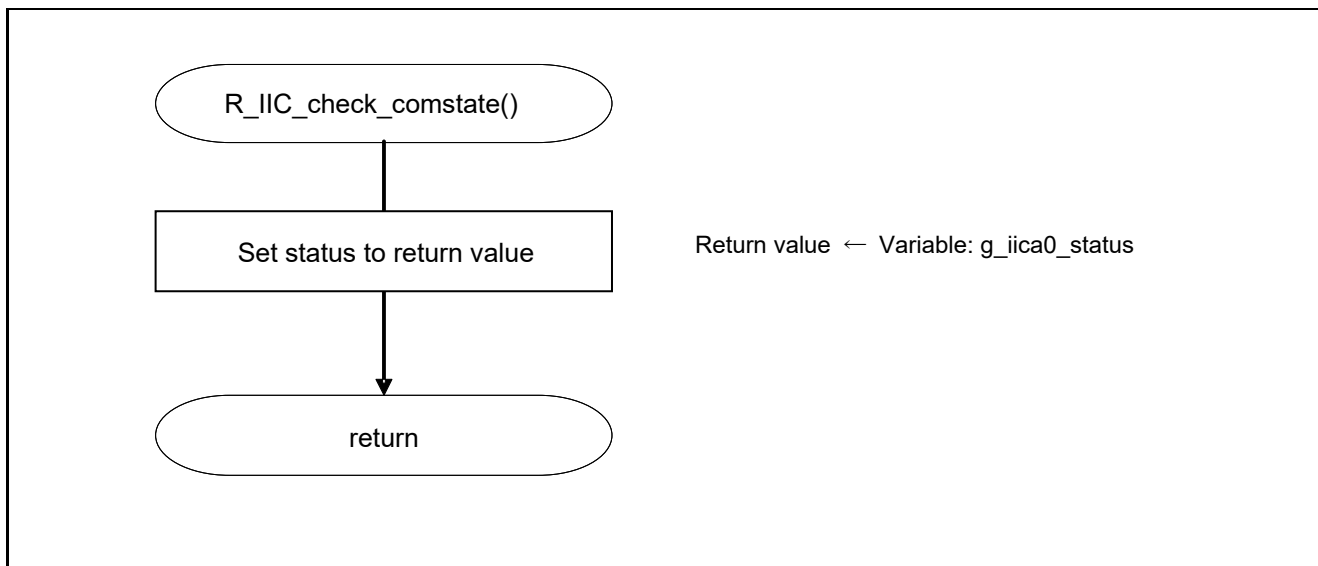 R_IIC_check_comstate()
Set status to return value
Return value ← Variable: g_iica0_status
return